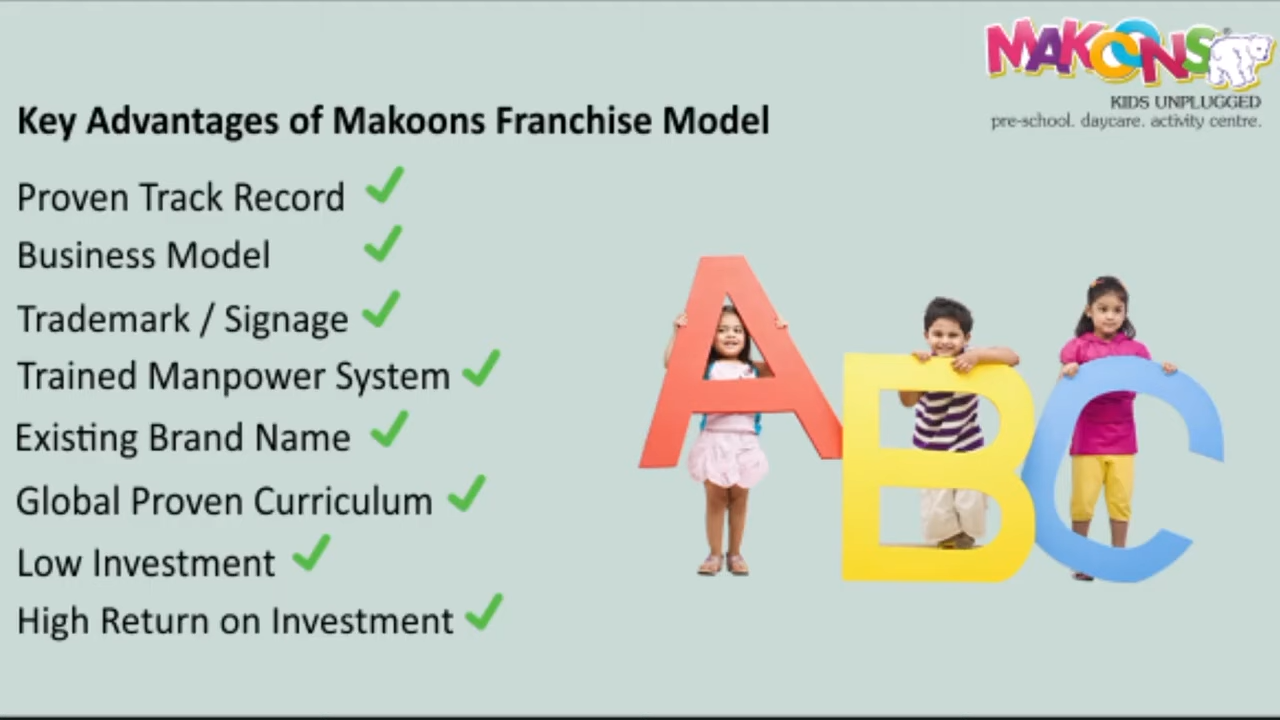 MAKOONS
KIDS UNPLUGGED
pre-school. daycare. activity centre.
Key Advantages of Makoons Franchise Model
Proven Track Record
Business Model
Trademark / Signage
Trained Manpower System
Existing Brand Name
Global Proven Curriculum
Low Investment
High Return on Investment
A
B
C